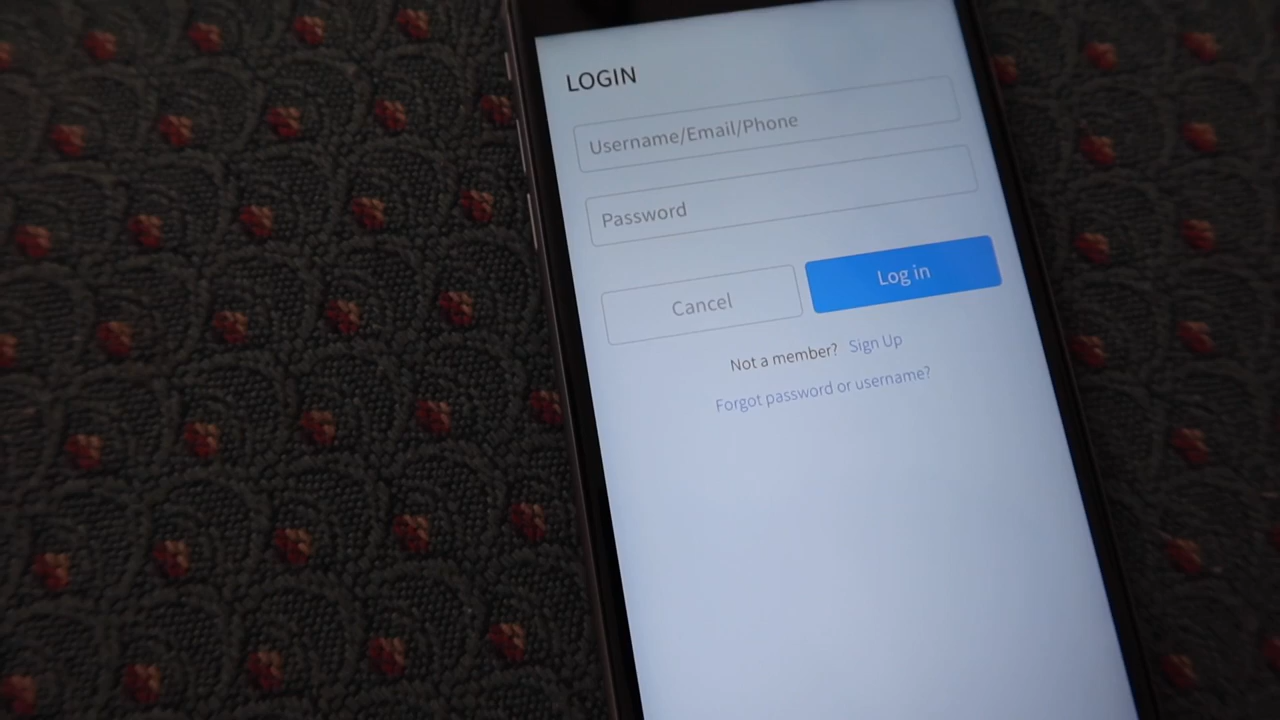 LOGIN
Username/Email/Phone
Password
Cancel Log in
Not a member? Sign Up
Forgot password or username?